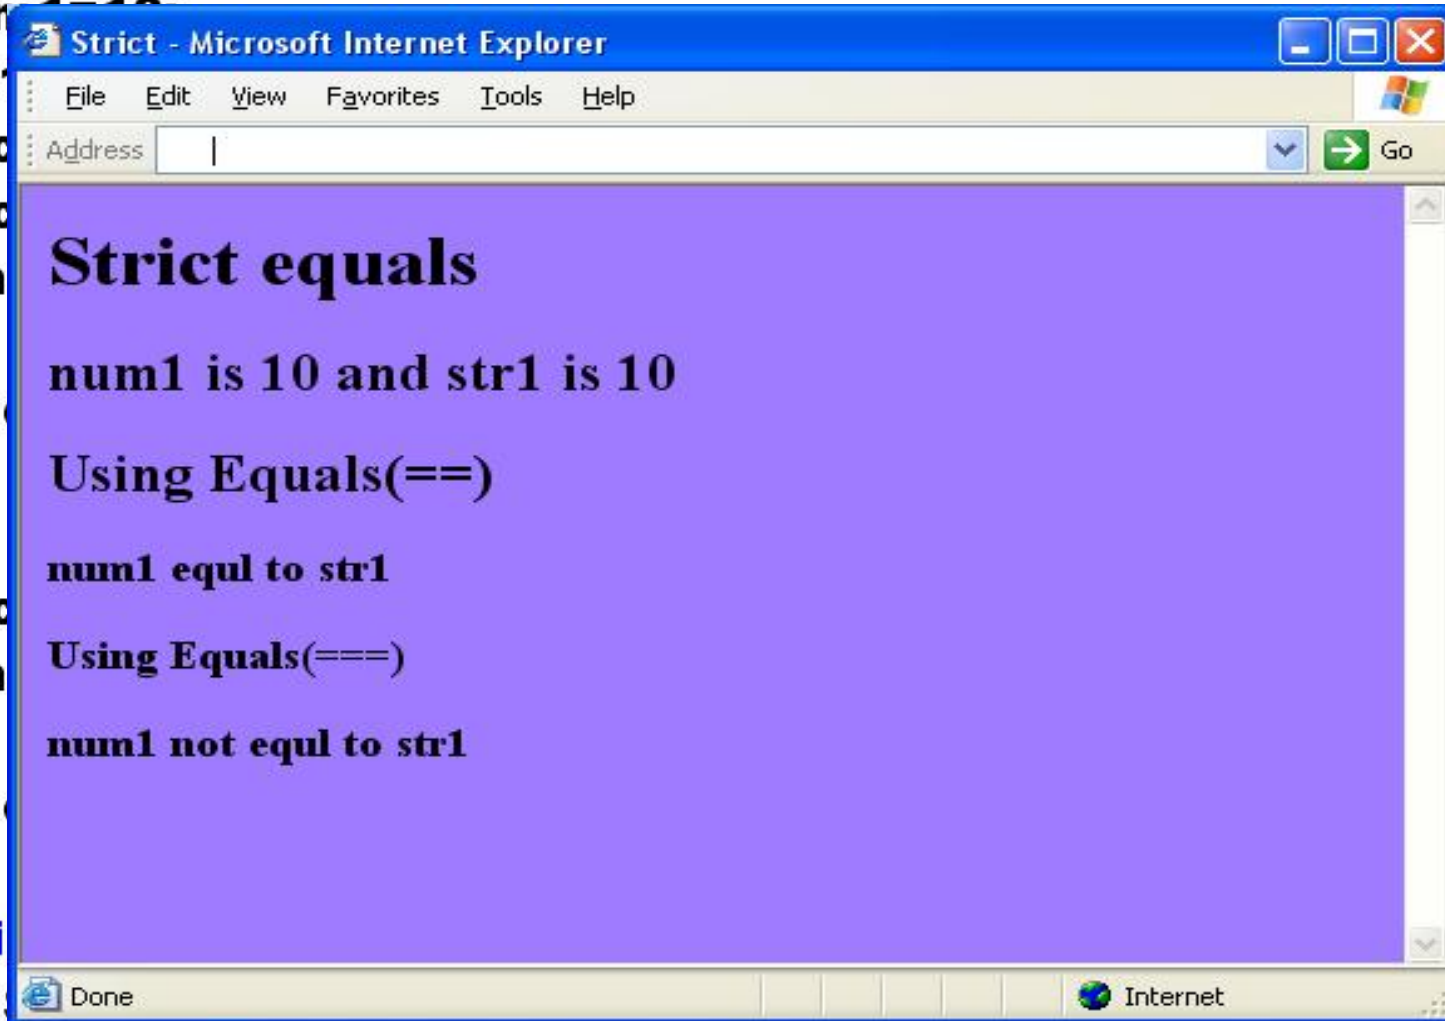 Strict - Microsoft Internet Explorer
File Edit View Favorites Tools Help
Address Go
Strict equals
num1 is 10 and str1 is 10
Using Equals(==)
num1 equl to str1
Using Equals(===)
num1 not equl to str1
Done Internet